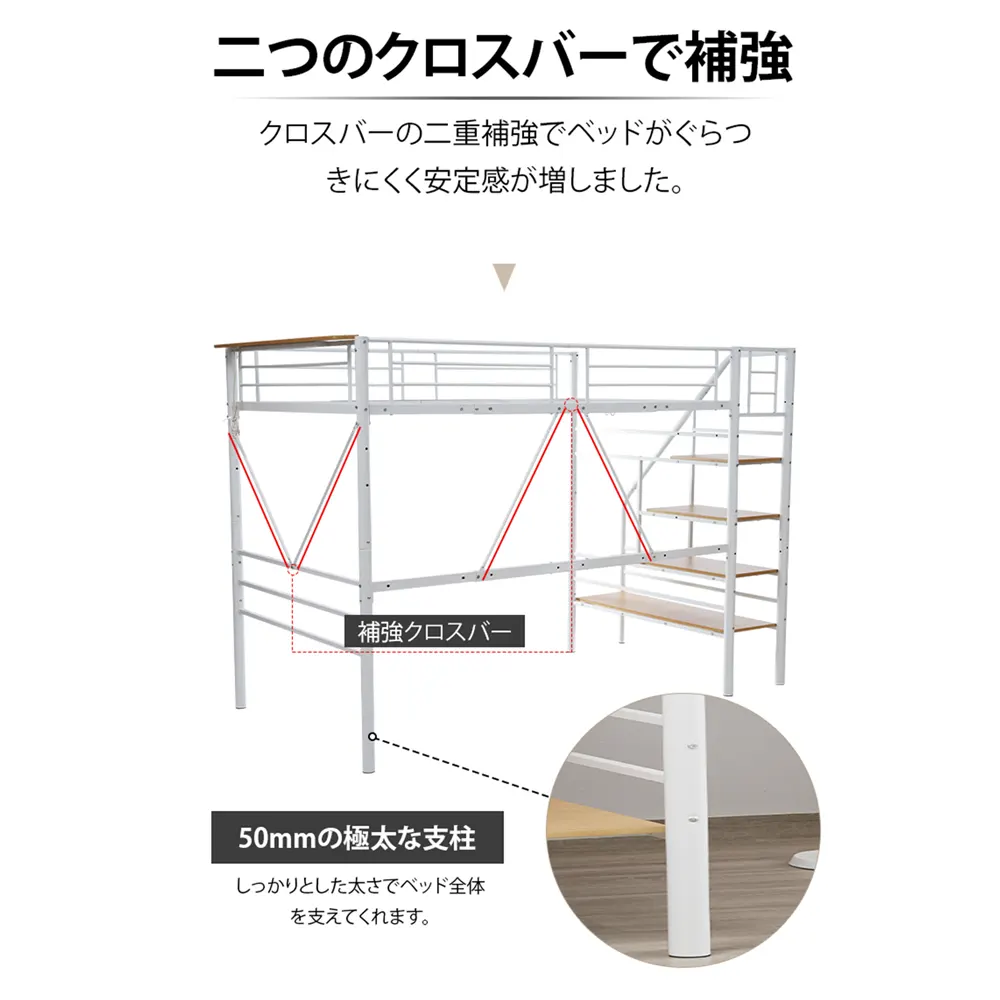 二つのクロスバーで補強
クロスバーの二重補強でベッドがぐらつ
きにくく安定感が増しました。
補強クロスバー
50mmの極太な支柱
しっかりとした太さでベッド全体
を支えてくれます。